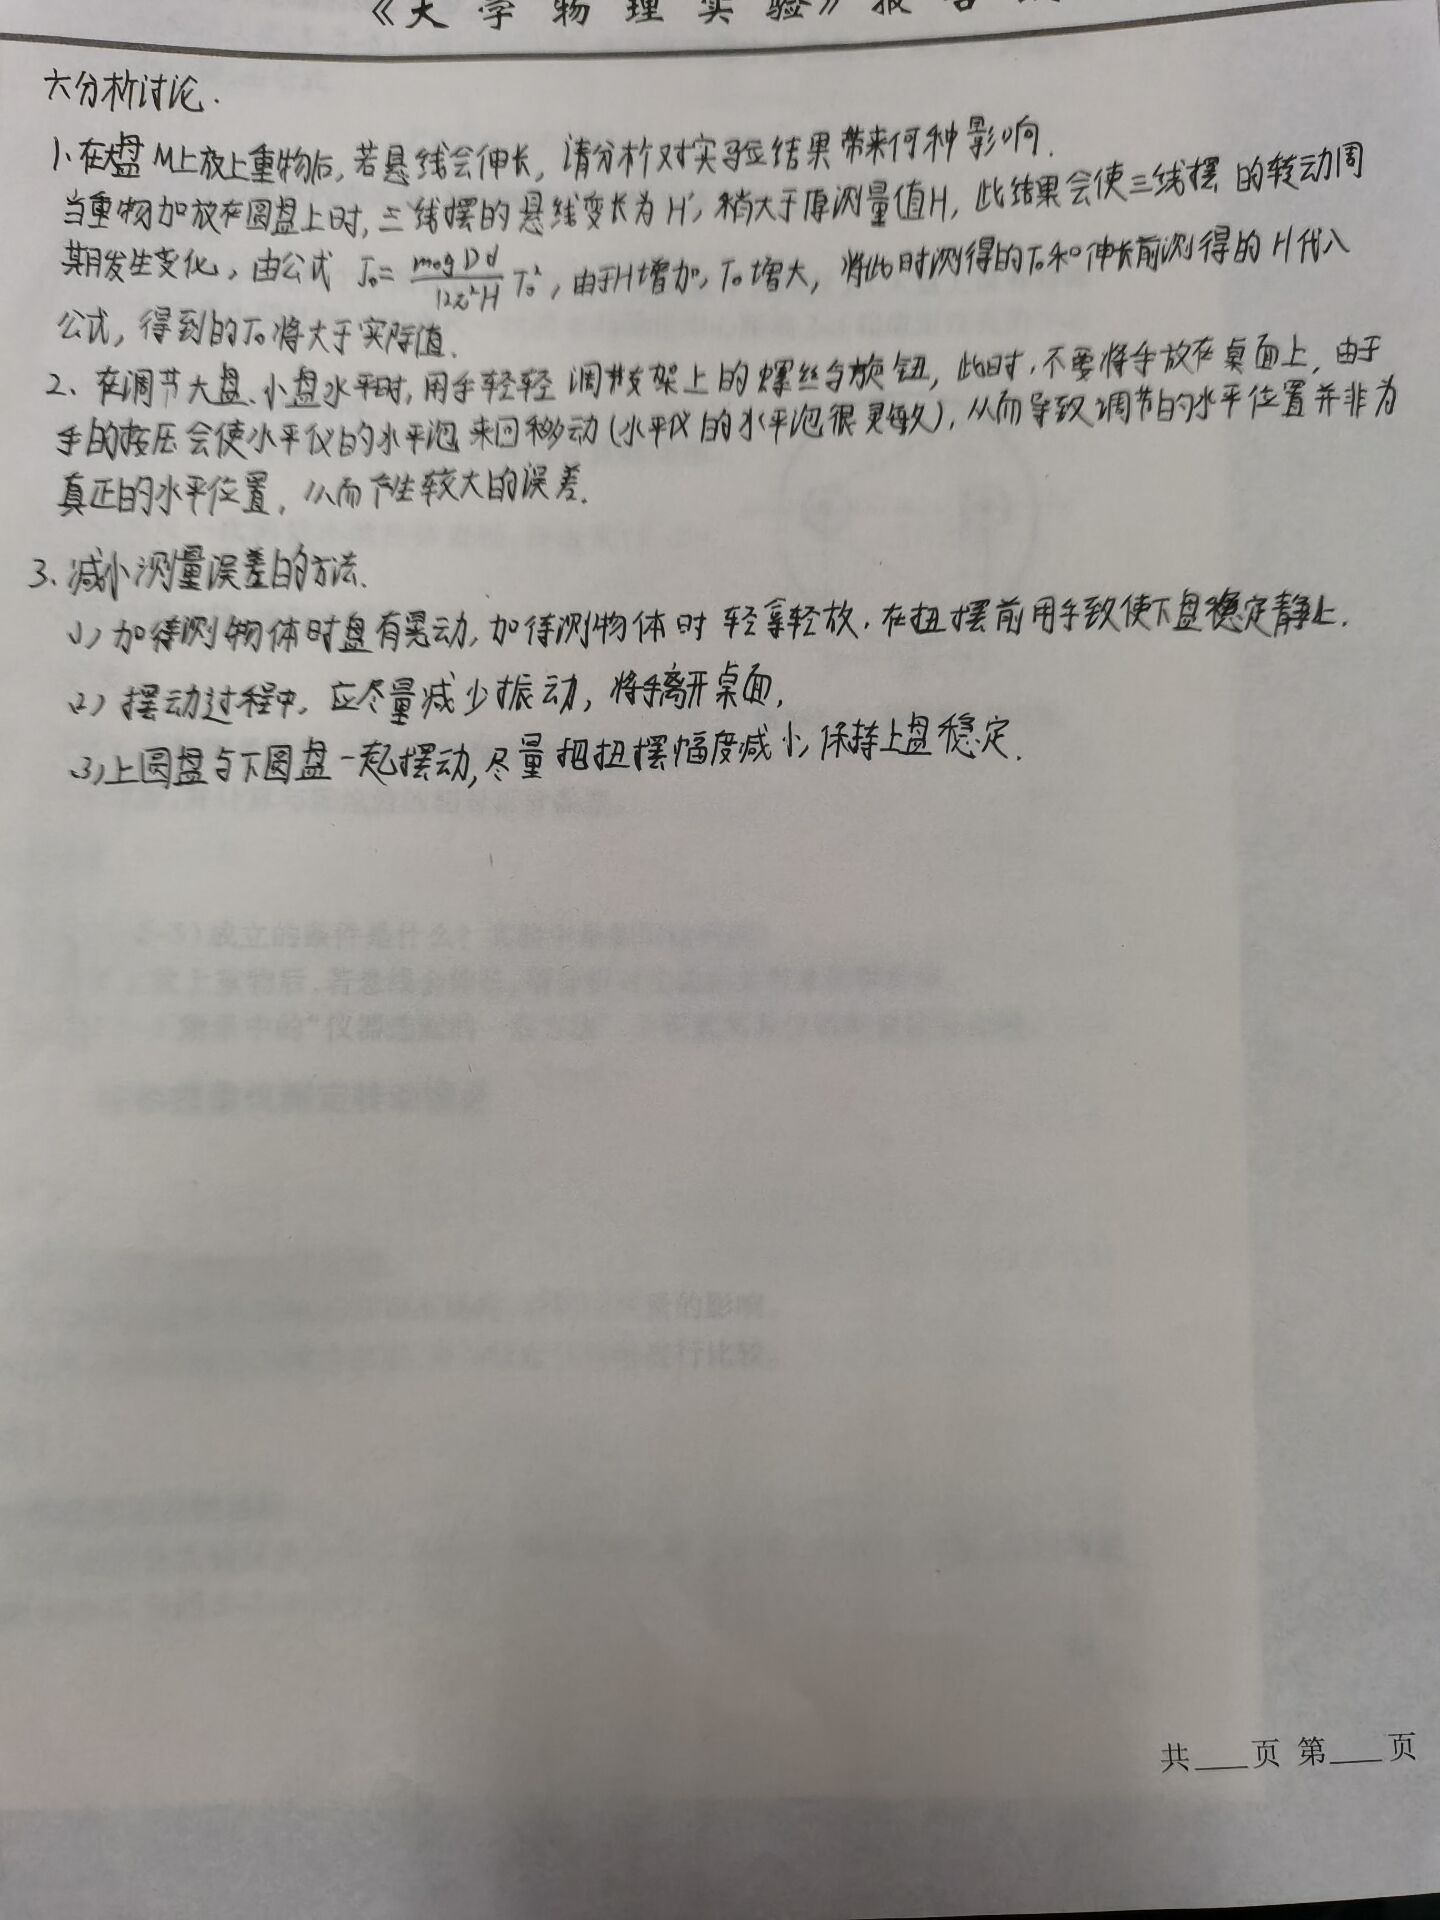 《大学物理实验》报告
六分析讨论.
1、在大盘M上放上重物后,若悬线会伸长,请分析对实验结果带来何种影响.
当重物加放在圆盘上时,三线摆的悬线变长为H',稍大于原测量值H,此结果会使三线摆的转动周
期发生变化,由公式 J₀=m₀gDd/12π²H T₀²,由于H增加,T₀增大,将此时测得的T₀和伸长前测得的H代入
公式,得到的J₀将大于实际值.
2、在调节大盘、小盘水平时,用手轻轻调节支架上的螺丝与旋钮,此时,不要将手放在桌面上,由于
手的按压会使水平仪的水平泡来回移动(水平仪的水平泡很灵敏),从而导致调节的水平位置并非为
真正的水平位置,从而产生较大的误差.
3、减小测量误差的方法.
(1)加待测物体时盘有晃动,加待测物体时轻拿轻放.在扭摆前用手致使下盘稳定静止.
(2)摆动过程中,应尽量减少振动,将手离开桌面.
(3)上圆盘与下圆盘一起摆动,尽量把扭摆幅度减小,保持上盘稳定.
共___页 第___页